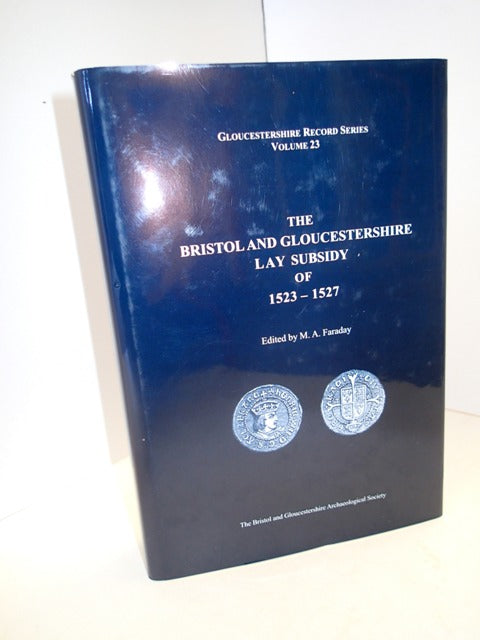 GLOUCESTERSHIRE RECORD SERIES
VOLUME 23
THE
BRISTOL AND GLOUCESTERSHIRE
LAY SUBSIDY
OF
1523 – 1527
Edited by M. A. Faraday
The Bristol and Gloucestershire Archaeological Society